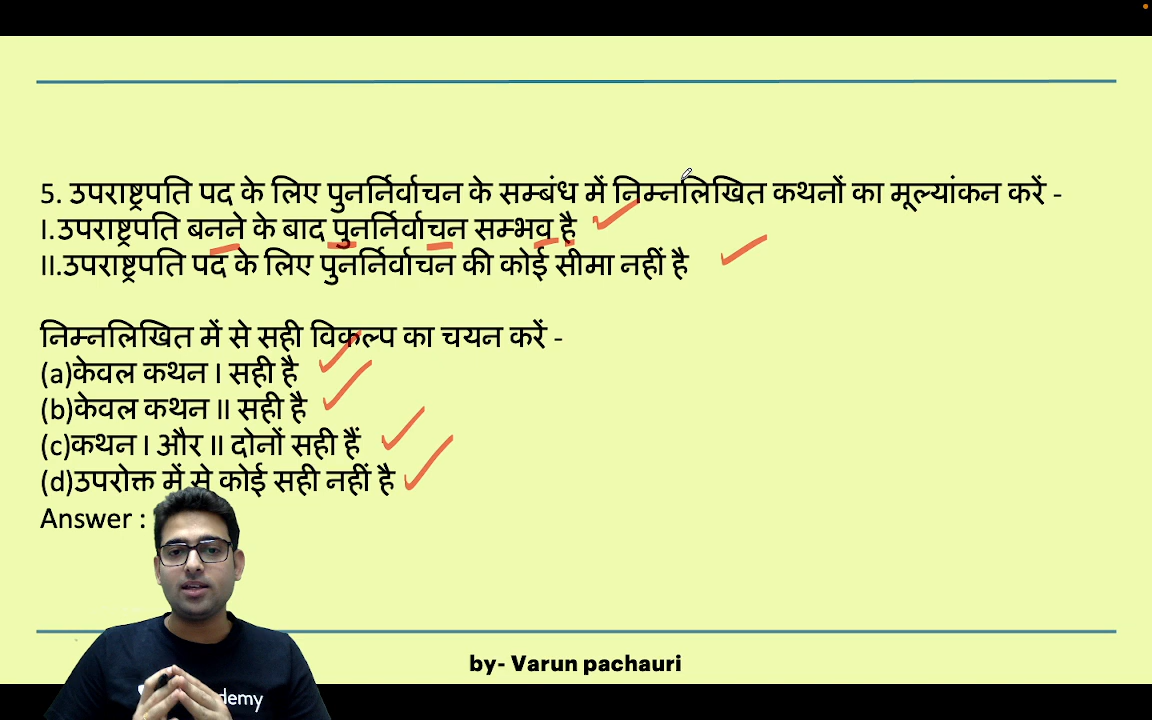 5. उपराष्ट्रपति पद के लिए पुनर्निर्वाचन के सम्बंध में निम्नलिखित कथनों का मूल्यांकन करें -
I.उपराष्ट्रपति बनने के बाद पुनर्निर्वाचन सम्भव है
II.उपराष्ट्रपति पद के लिए पुनर्निर्वाचन की कोई सीमा नहीं है
निम्नलिखित में से सही विकल्प का चयन करें -
(a)केवल कथन I सही है
(b)केवल कथन II सही है
(c)कथन I और II दोनों सही हैं
(d)उपरोक्त में से कोई सही नहीं है
Answer :
by- Varun pachauri